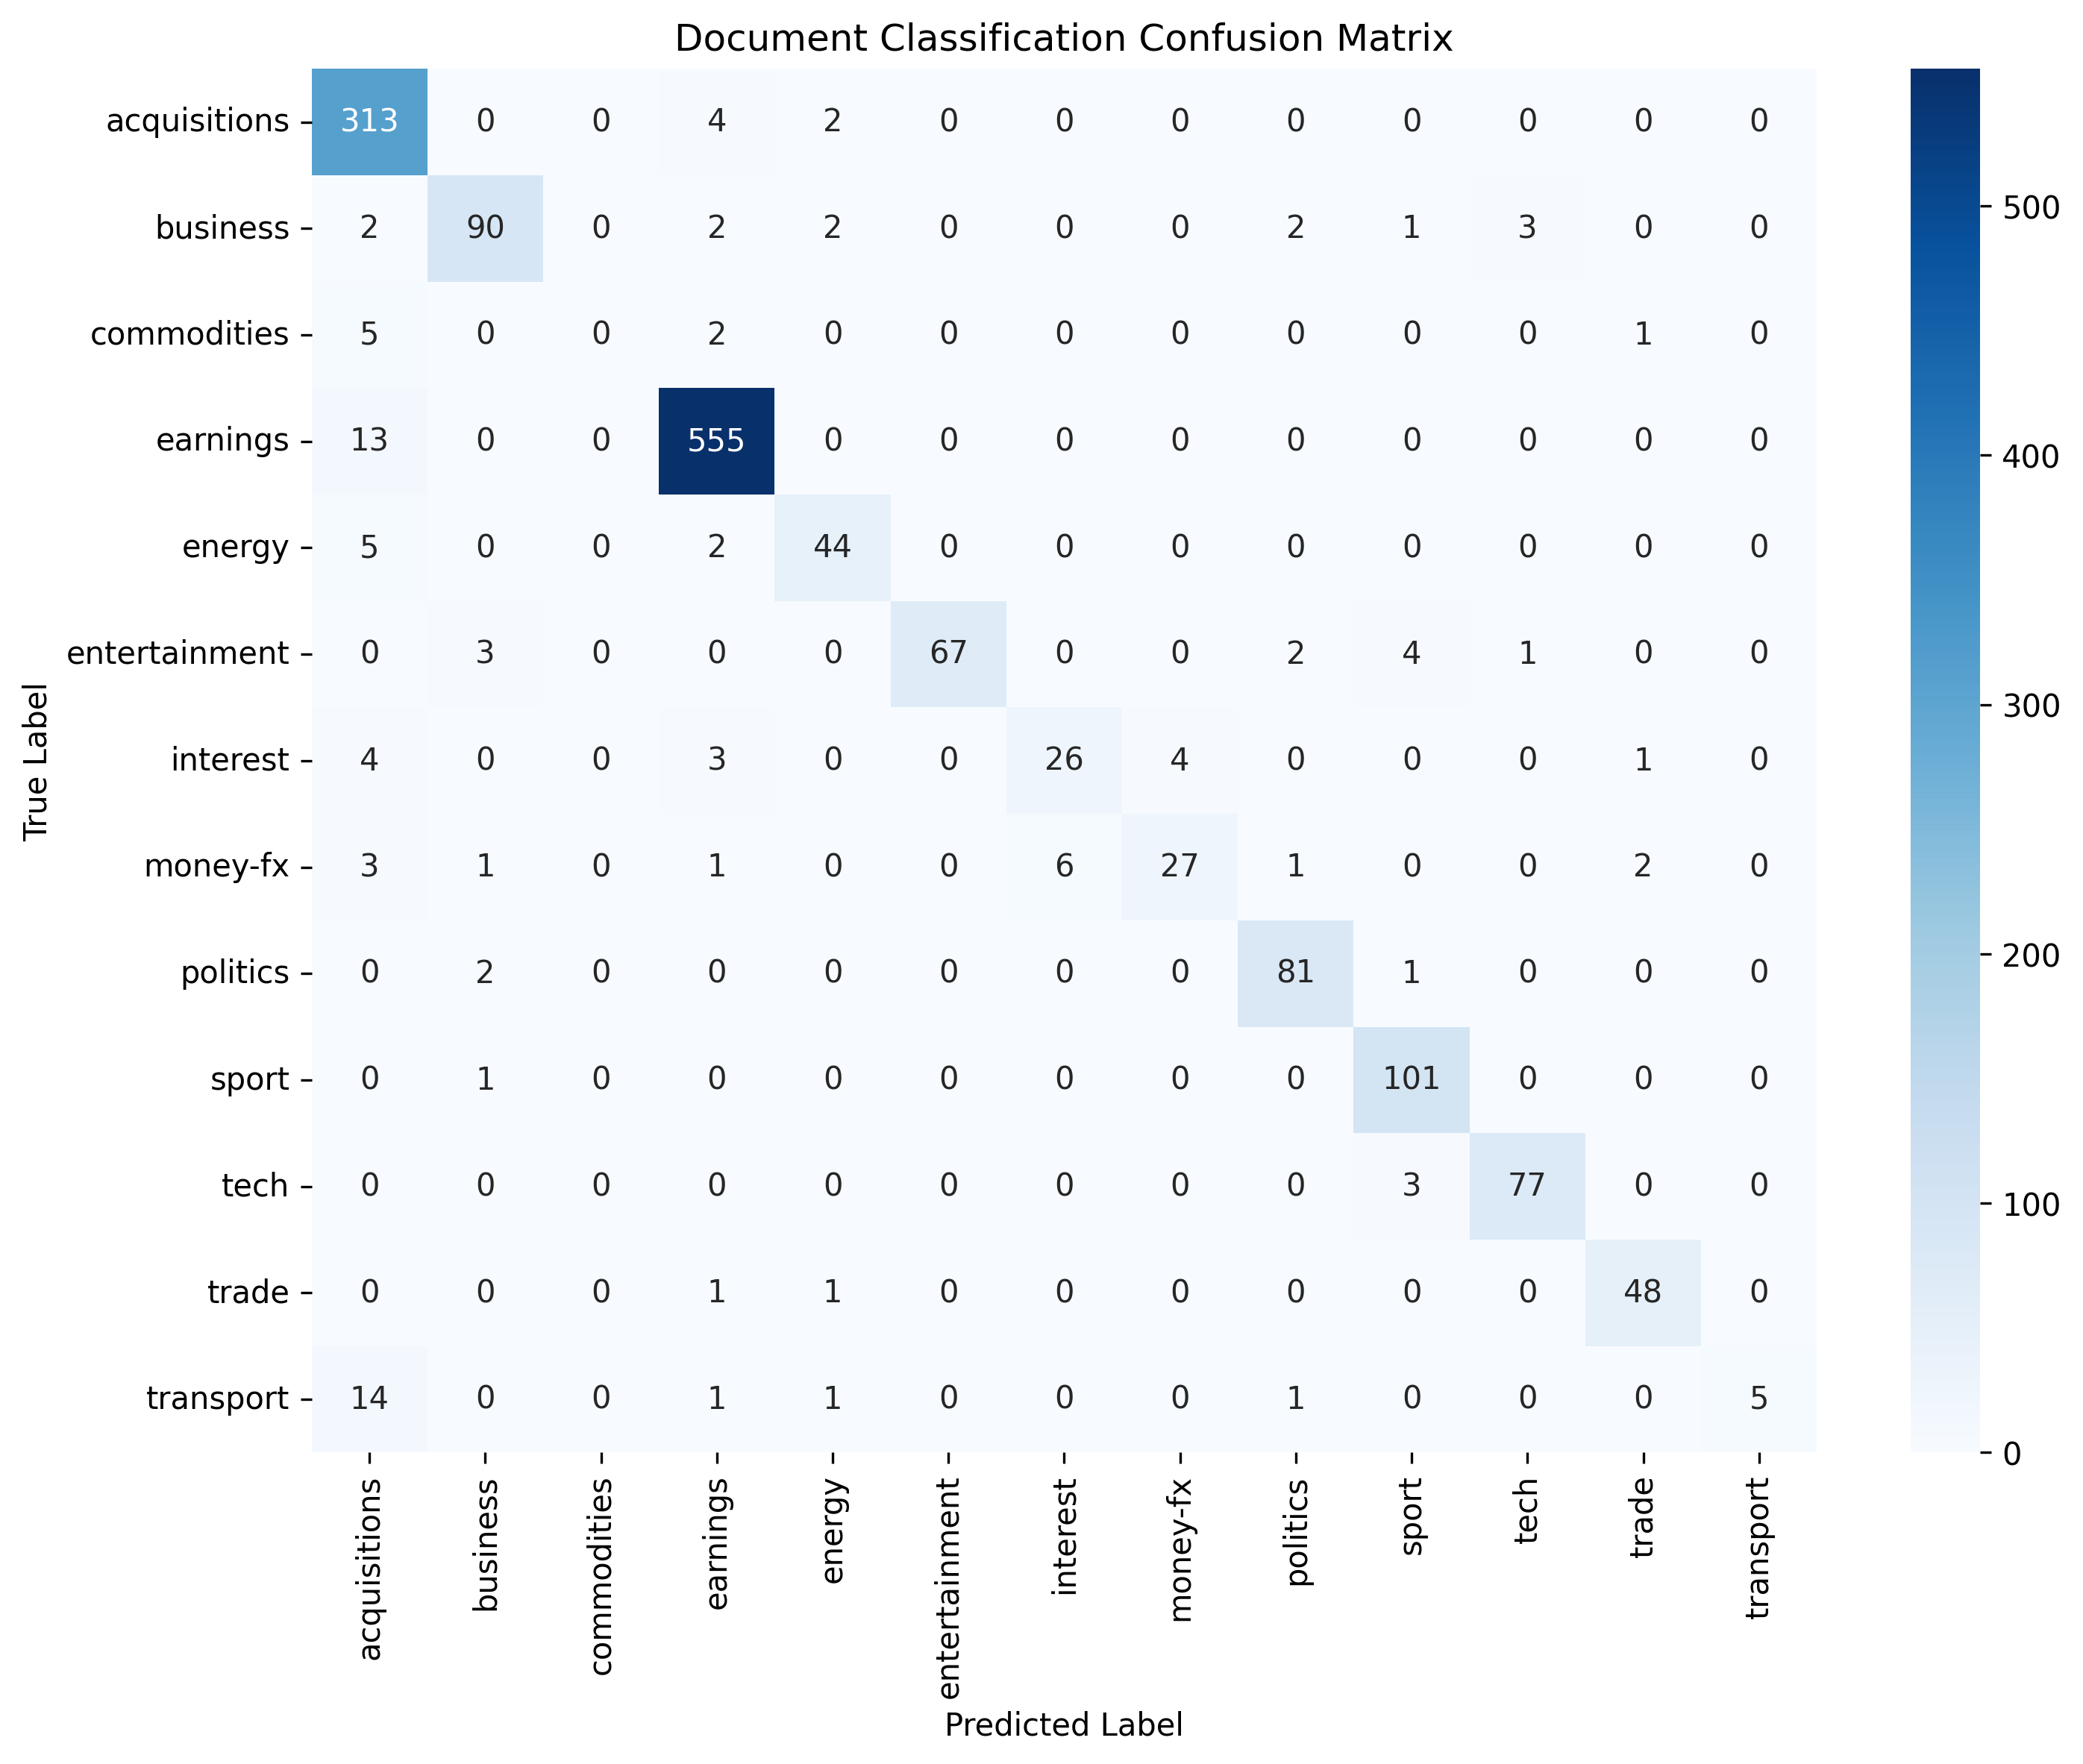 Document Classification Confusion Matrix
acquisitions 313 0 0 4 2 0 0 0 0 0 0 0 0
business 2 90 0 2 2 0 0 0 2 1 3 0 0
commodities 5 0 0 2 0 0 0 0 0 0 0 1 0
earnings 13 0 0 555 0 0 0 0 0 0 0 0 0
energy 5 0 0 2 44 0 0 0 0 0 0 0 0
entertainment 0 3 0 0 0 67 0 0 2 4 1 0 0
interest 4 0 0 3 0 0 26 4 0 0 0 1 0
money-fx 3 1 0 1 0 0 6 27 1 0 0 2 0
politics 0 2 0 0 0 0 0 0 81 1 0 0 0
sport 0 1 0 0 0 0 0 0 0 101 0 0 0
tech 0 0 0 0 0 0 0 0 0 3 77 0 0
trade 0 0 0 1 1 0 0 0 0 0 0 48 0
transport 14 0 0 1 1 0 0 0 1 0 0 0 5
True Label
acquisitions
business
commodities
earnings
energy
entertainment
interest
money-fx
politics
sport
tech
trade
transport
Predicted Label
500
400
300
200
100
0